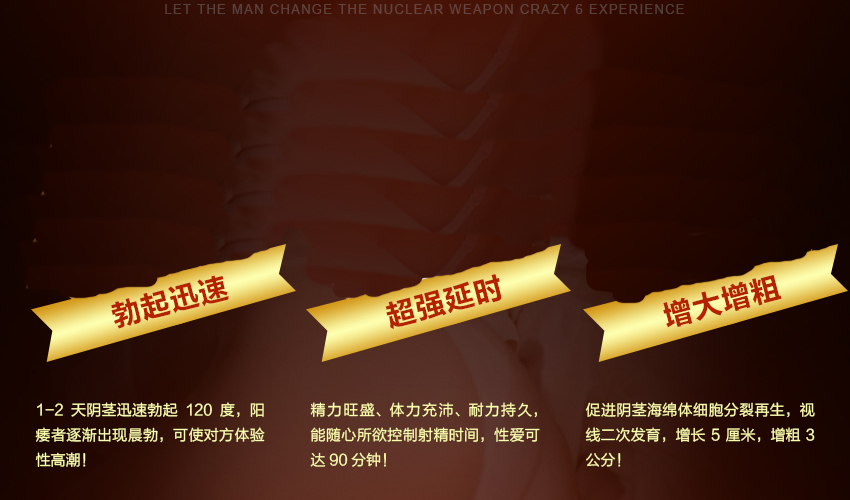 LET THE MAN CHANGE THE NUCLEAR WEAPON CRAZY 6 EXPERIENCE
勃起迅速
超强延时
增大增粗
1-2 天阴茎迅速勃起 120 度，阳
痿者逐渐出现晨勃，可使对方体验
性高潮！
精力旺盛、体力充沛、耐力持久，
能随心所欲控制射精时间，性爱可
达 90 分钟！
促进阴茎海绵体细胞分裂再生，视
线二次发育，增长 5 厘米，增粗 3
公分！